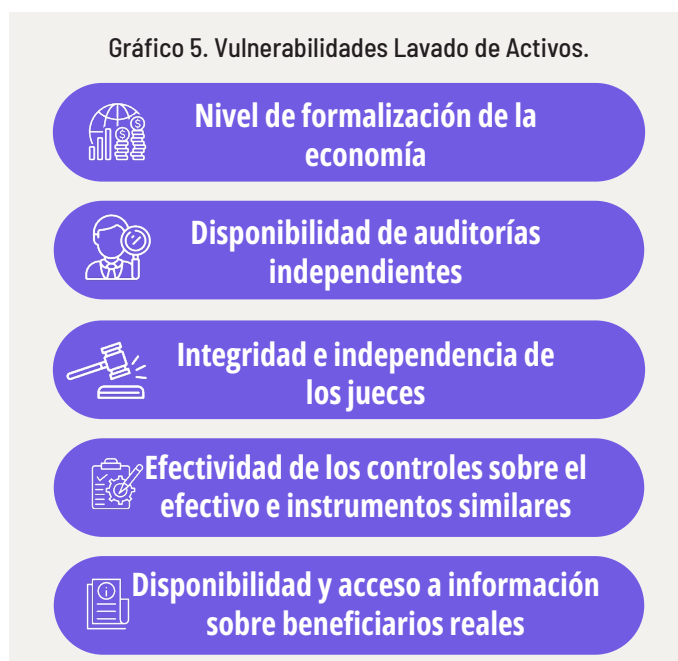 Gráfico 5. Vulnerabilidades Lavado de Activos.
Nivel de formalización de la
economía
Disponibilidad de auditorías
independientes
Integridad e independencia de
los jueces
Efectividad de los controles sobre el
efectivo e instrumentos similares
Disponibilidad y acceso a información
sobre beneficiarios reales